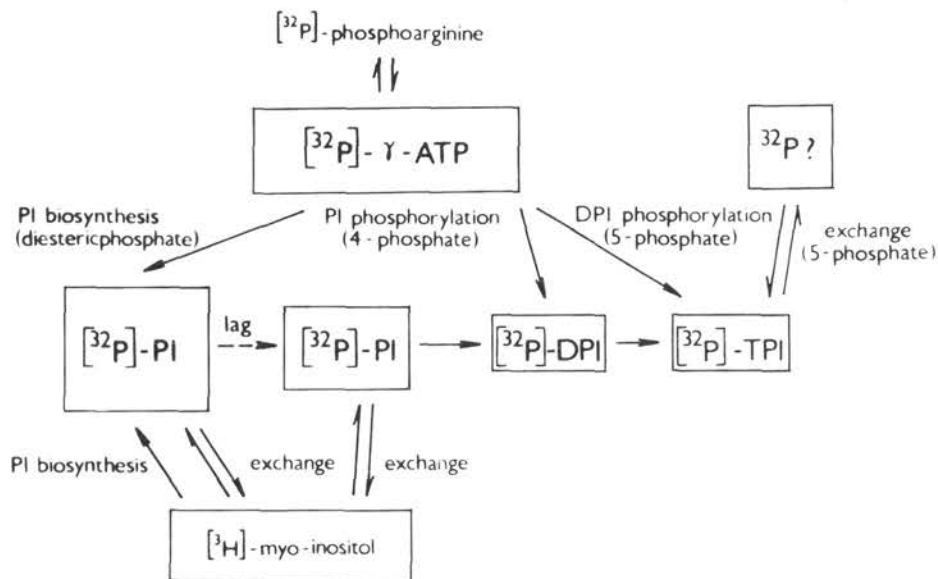 [³²P]-phosphoarginine
[³²P]-γ-ATP
³²P?
PI biosynthesis
(diestericphosphate)
PI phosphorylation
(4-phosphate)
DPI phosphorylation
(5-phosphate)
exchange
(5-phosphate)
[³²P]-PI
lag
[³²P]-PI
[³²P]-DPI
[³²P]-TPI
PI biosynthesis
exchange
exchange
[³H]-myo-inositol